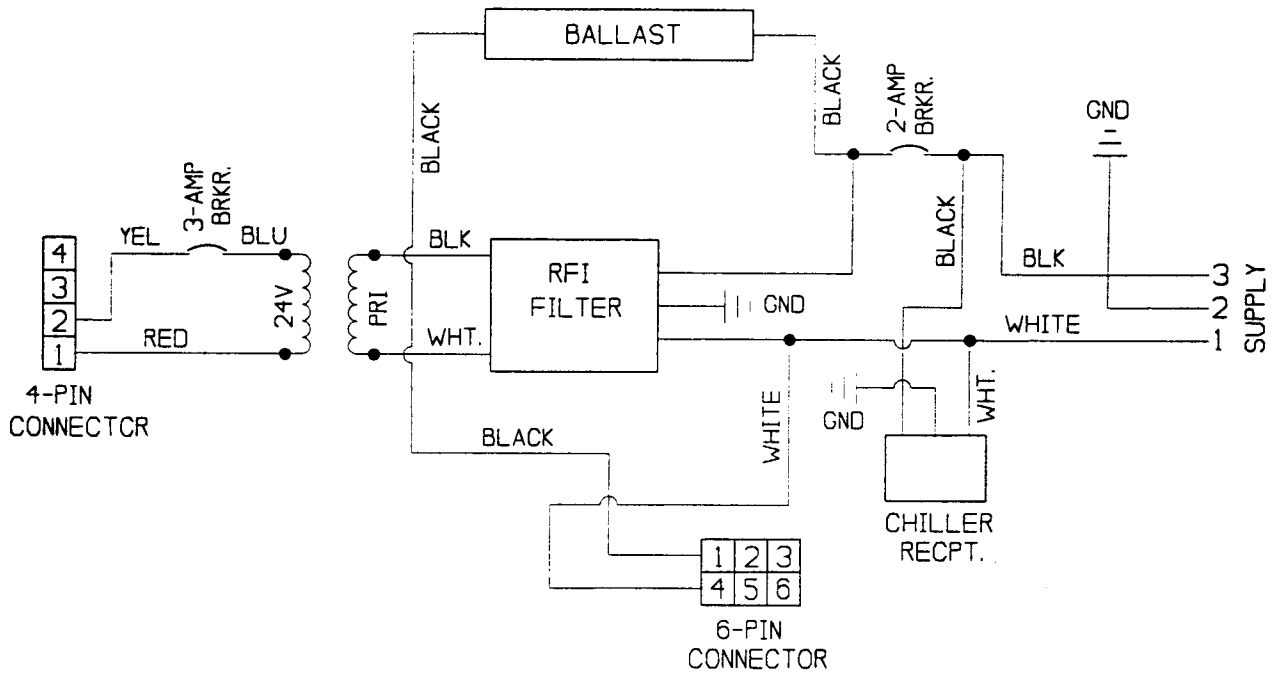 BALLAST
BLACK
BLACK
2-AMP
BRKR.
GND
3-AMP
BRKR.
YEL
BLU
BLK
RFI
FILTER
BLACK
BLK
4
3
2
1
24V
PRI
GND
3
2
1
SUPPLY
RED
WHT.
WHITE
4-PIN
CONNECTCR
BLACK
WHITE
GND
WHT.
CHILLER
RECPT.
1 2 3
4 5 6
6-PIN
CONNECTOR